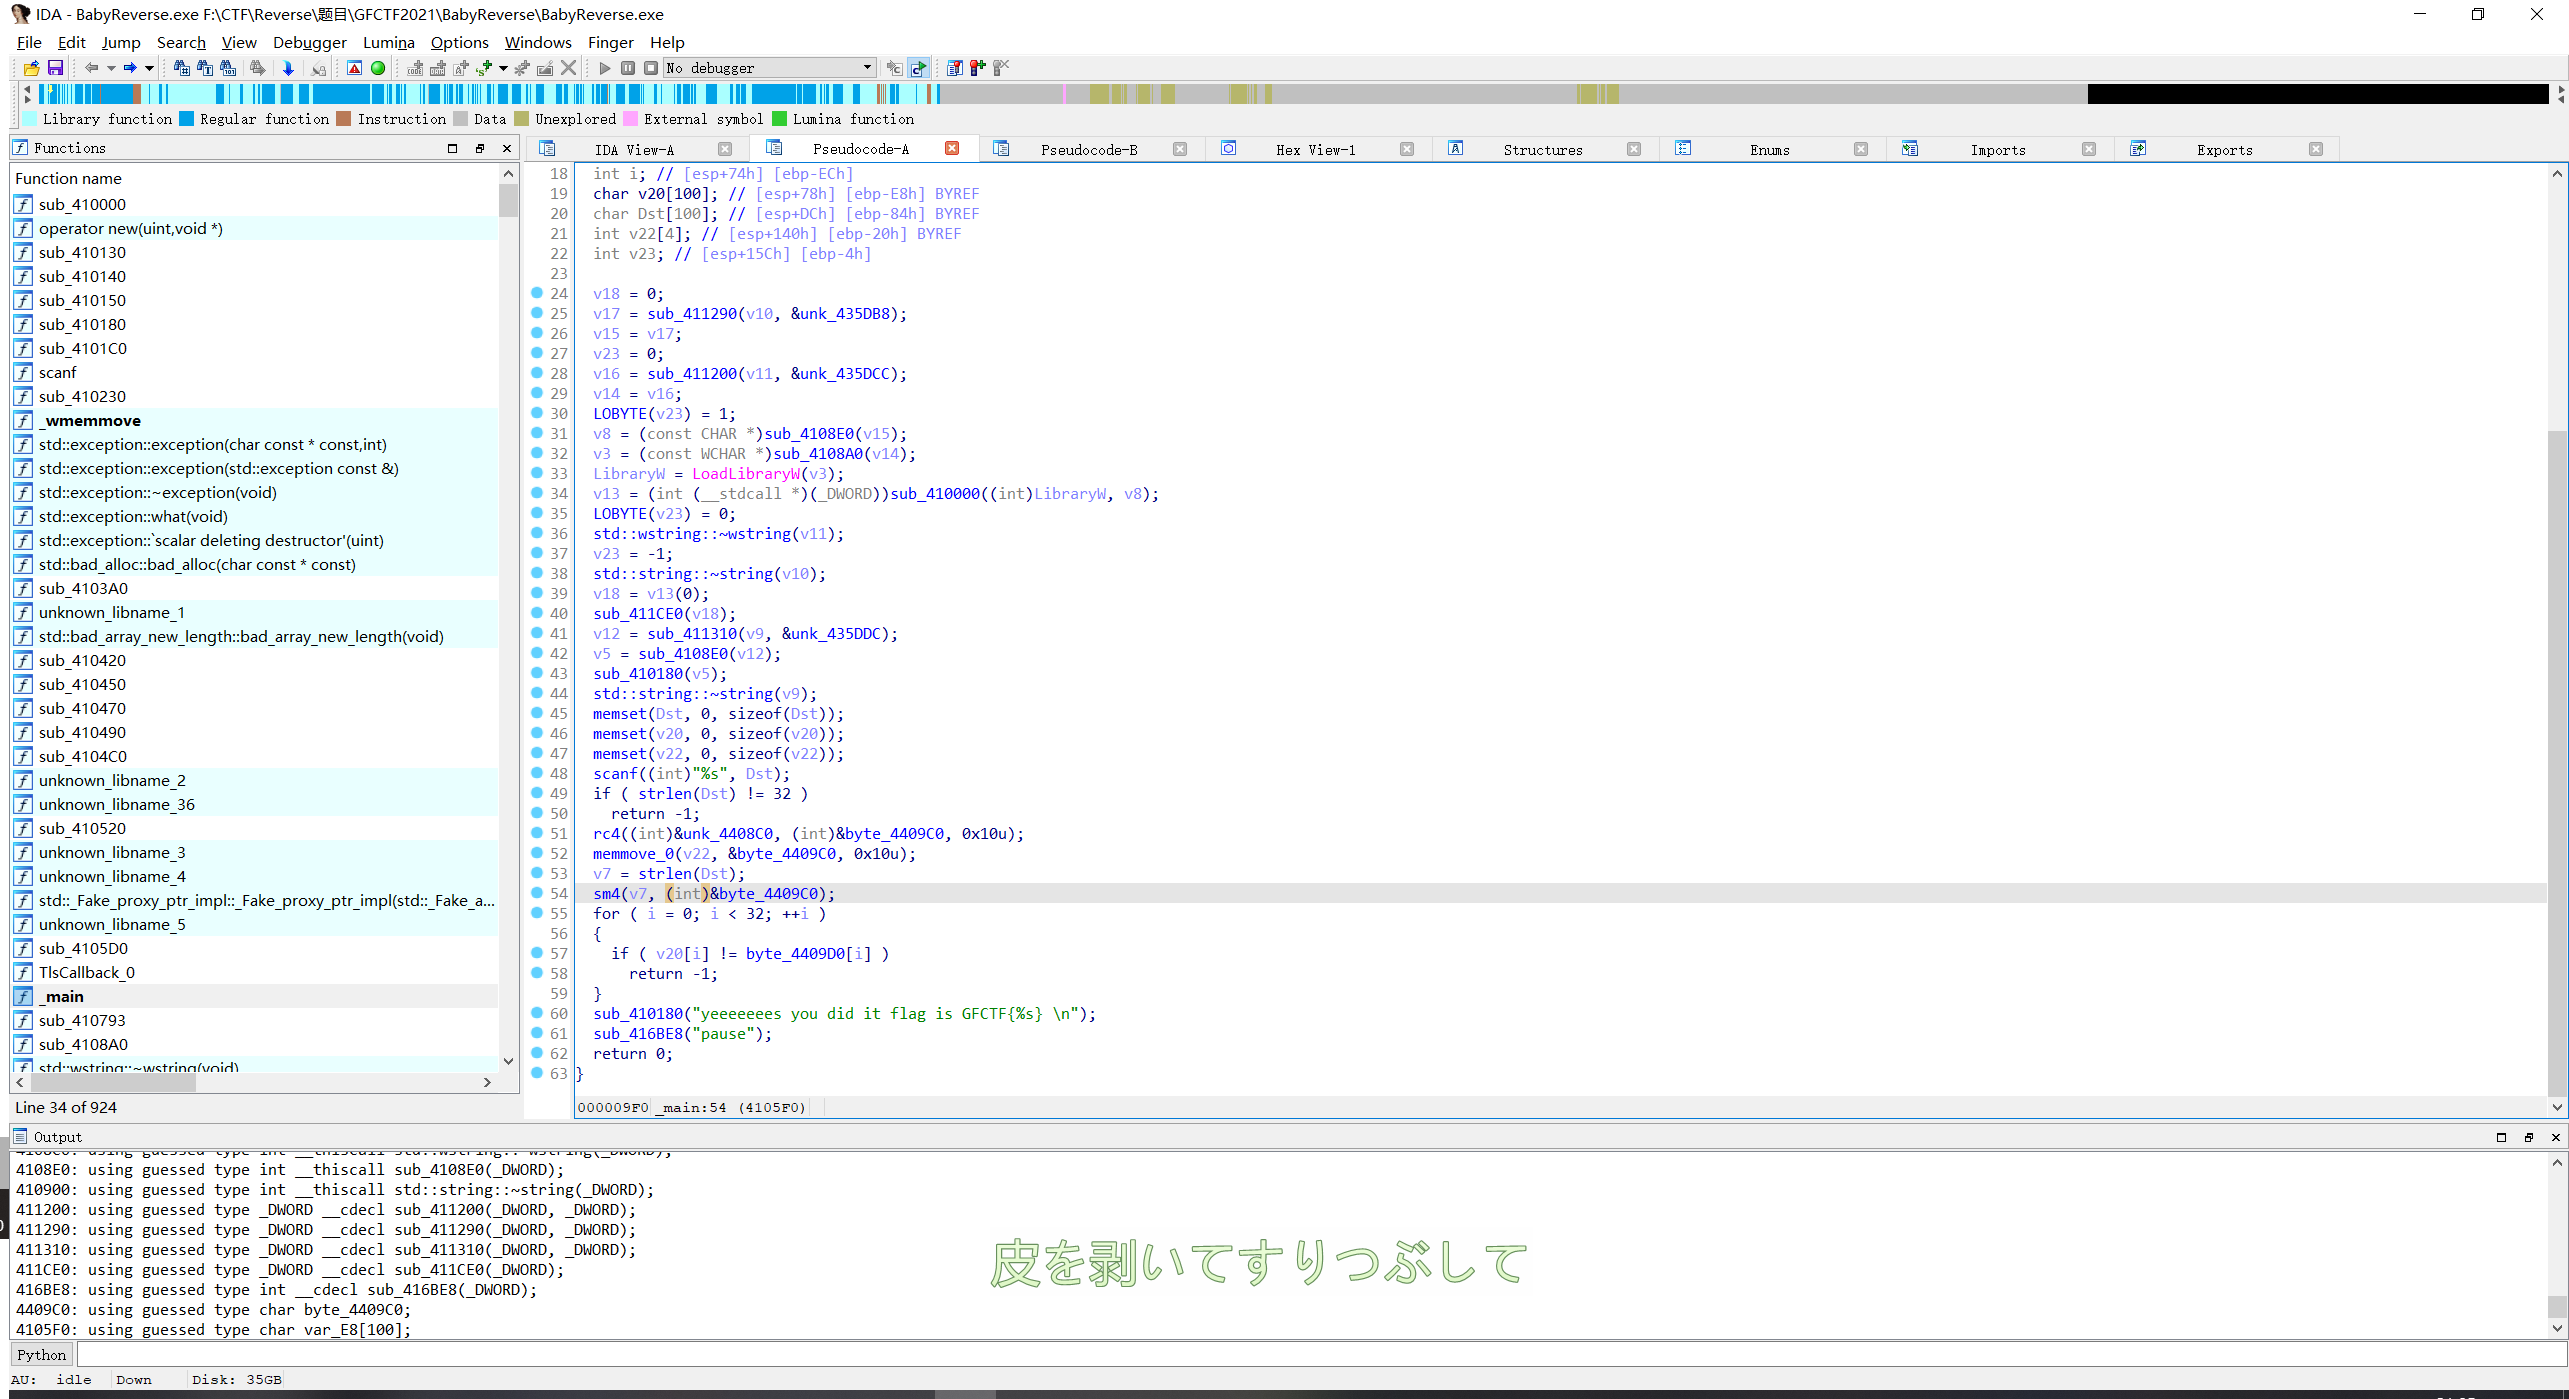 IDA - BabyReverse.exe F:\CTF\Reverse\题目\GFCTF2021\BabyReverse\BabyReverse.exe
File Edit Jump Search View Debugger Lumina Options Windows Finger Help
No debugger
Library function Regular function Instruction Data Unexplored External symbol Lumina function
Functions
IDA View-A Pseudocode-A Pseudocode-B Hex View-1 Structures Enums Imports Exports
Function name
sub_410000
operator new(uint,void *)
sub_410130
sub_410140
sub_410150
sub_410180
sub_4101C0
scanf
sub_410230
_wmemmove
std::exception::exception(char const * const,int)
std::exception::exception(std::exception const &)
std::exception::~exception(void)
std::exception::what(void)
std::exception::`scalar deleting destructor'(uint)
std::bad_alloc::bad_alloc(char const * const)
sub_4103A0
unknown_libname_1
std::bad_array_new_length::bad_array_new_length(void)
sub_410420
sub_410450
sub_410470
sub_410490
sub_4104C0
unknown_libname_2
unknown_libname_36
sub_410520
unknown_libname_3
unknown_libname_4
std::_Fake_proxy_ptr_impl::_Fake_proxy_ptr_impl(std::_Fake_a...
unknown_libname_5
sub_4105D0
TlsCallback_0
_main
sub_410793
sub_4108A0
std::wstring::~wstring(void)
Line 34 of 924
18 int i; // [esp+74h] [ebp-ECh]
19 char v20[100]; // [esp+78h] [ebp-E8h] BYREF
20 char Dst[100]; // [esp+DCh] [ebp-84h] BYREF
21 int v22[4]; // [esp+140h] [ebp-20h] BYREF
22 int v23; // [esp+15Ch] [ebp-4h]
23
24 v18 = 0;
25 v17 = sub_411290(v10, &unk_435DB8);
26 v15 = v17;
27 v23 = 0;
28 v16 = sub_411200(v11, &unk_435DCC);
29 v14 = v16;
30 LOBYTE(v23) = 1;
31 v8 = (const CHAR *)sub_4108E0(v15);
32 v3 = (const WCHAR *)sub_4108A0(v14);
33 LibraryW = LoadLibraryW(v3);
34 v13 = (int (__stdcall *)(_DWORD))sub_410000((int)LibraryW, v8);
35 LOBYTE(v23) = 0;
36 std::wstring::~wstring(v11);
37 v23 = -1;
38 std::string::~string(v10);
39 v18 = v13(0);
40 sub_411CE0(v18);
41 v12 = sub_411310(v9, &unk_435DDC);
42 v5 = sub_4108E0(v12);
43 sub_410180(v5);
44 std::string::~string(v9);
45 memset(Dst, 0, sizeof(Dst));
46 memset(v20, 0, sizeof(v20));
47 memset(v22, 0, sizeof(v22));
48 scanf((int)"%s", Dst);
49 if ( strlen(Dst) != 32 )
50 return -1;
51 rc4((int)&unk_4408C0, (int)&byte_4409C0, 0x10u);
52 memmove_0(v22, &byte_4409C0, 0x10u);
53 v7 = strlen(Dst);
54 sm4(v7, (int)&byte_4409C0);
55 for ( i = 0; i < 32; ++i )
56 {
57 if ( v20[i] != byte_4409D0[i] )
58 return -1;
59 }
60 sub_410180("yeeeeeees you did it flag is GFCTF{%s} \n");
61 sub_416BE8("pause");
62 return 0;
63 }
000009F0 _main:54 (4105F0)
Output
4108E0: using guessed type int __thiscall sub_4108E0(_DWORD);
410900: using guessed type int __thiscall std::string::~string(_DWORD);
411200: using guessed type _DWORD __cdecl sub_411200(_DWORD, _DWORD);
411290: using guessed type _DWORD __cdecl sub_411290(_DWORD, _DWORD);
411310: using guessed type _DWORD __cdecl sub_411310(_DWORD, _DWORD);
411CE0: using guessed type _DWORD __cdecl sub_411CE0(_DWORD);
416BE8: using guessed type int __cdecl sub_416BE8(_DWORD);
4409C0: using guessed type char byte_4409C0;
4105F0: using guessed type char var_E8[100];
皮を剥いてすりつぶして
Python
AU: idle Down Disk: 35GB